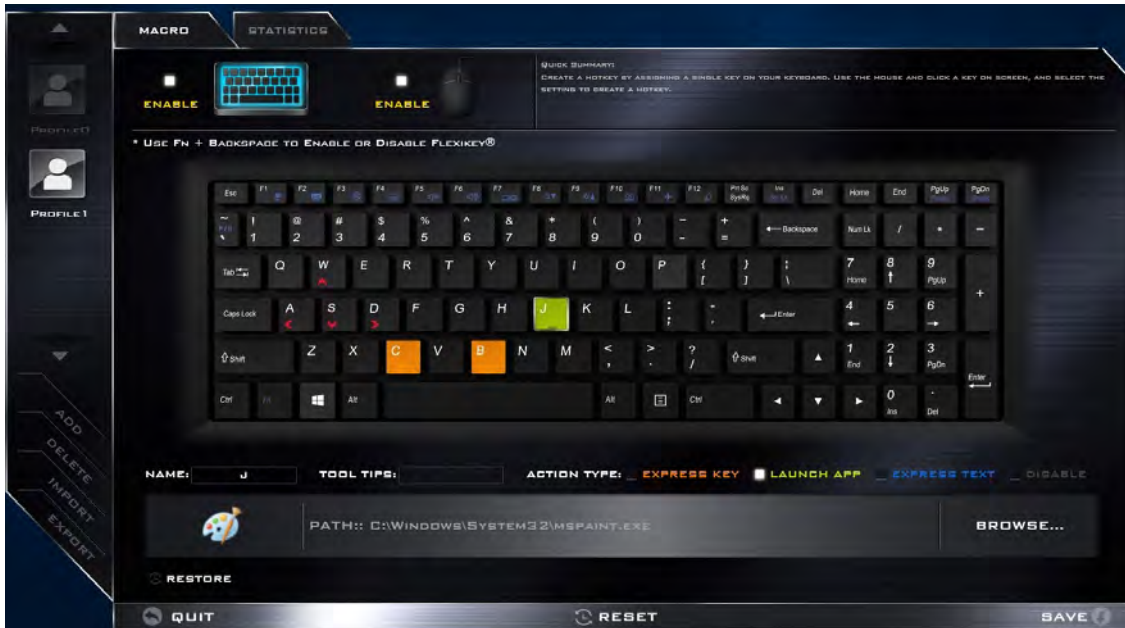 MACRO STATISTICS
QUICK SUMMARY:
CREATE A HOTKEY BY ASSIGNING A SINGLE KEY ON YOUR KEYBOARD. USE THE MOUSE AND CLICK A KEY ON SCREEN, AND SELECT THE
SETTING TO CREATE A HOTKEY.
ENABLE ENABLE
PROFILE0
* USE FN + BACKSPACE TO ENABLE OR DISABLE FLEXIKEY®
PROFILE1
Esc F1 F2 F3 F4 F5 F6 F7 F8 F9 F10 F11 F12 Prt Sc SysRq Ins Del Home End PgUp PgDn
~ ` ! 1 @ 2 # 3 $ 4 % 5 ^ 6 & 7 * 8 ( 9 ) 0 - + = Backspace Num Lk / * -
Tab Q W E R T Y U I O P { [ } ] \ 7 Home 8 9 PgUp
Caps Lock A S D F G H J K L : ; Enter 4 5 6 +
Shift Z X C V B N M < , > . ? / Shift 1 End 2 3 PgDn
Ctrl Alt Alt Ctrl 0 Ins . Del Enter
ADD
DELETE
IMPORT
EXPORT
NAME: J TOOL TIPS: ACTION TYPE: EXPRESS KEY LAUNCH APP EXPRESS TEXT DISABLE
PATH:: C:\WINDOWS\SYSTEM32\MSPAINT.EXE BROWSE...
RESTORE
QUIT RESET SAVE